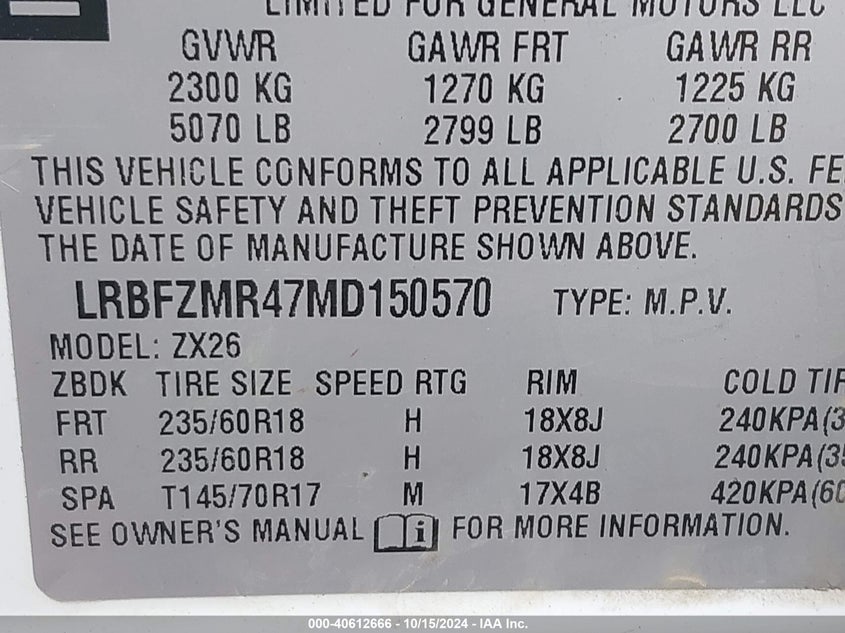 LIMITED FOR GENERAL MOTORS LLC
GVWR GAWR FRT GAWR RR
2300 KG 1270 KG 1225 KG
5070 LB 2799 LB 2700 LB
THIS VEHICLE CONFORMS TO ALL APPLICABLE U.S. FE
VEHICLE SAFETY AND THEFT PREVENTION STANDARDS
THE DATE OF MANUFACTURE SHOWN ABOVE.
LRBFZMR47MD150570 TYPE: M.P.V.
MODEL: ZX26
ZBDK TIRE SIZE SPEED RTG RIM COLD TIR
FRT 235/60R18 H 18X8J 240KPA(3
RR 235/60R18 H 18X8J 240KPA(35
SPA T145/70R17 M 17X4B 420KPA(60
SEE OWNER'S MANUAL i FOR MORE INFORMATION.
000-40612666 - 10/15/2024 - IAA Inc.